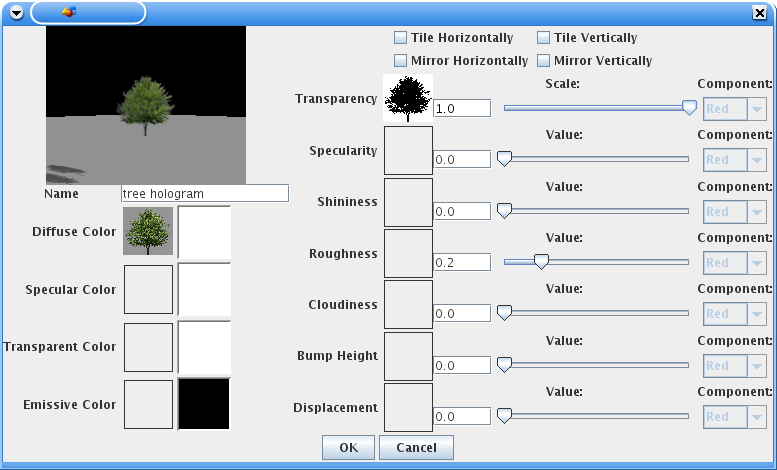 Tile Horizontally Tile Vertically
Mirror Horizontally Mirror Vertically
Scale: Component:
Transparency 1.0 Red
Value: Component:
Specularity 0.0 Red
Name tree hologram
Value: Component:
Shininess 0.0 Red
Diffuse Color
Value: Component:
Roughness 0.2 Red
Specular Color
Value: Component:
Cloudiness 0.0 Red
Transparent Color
Value: Component:
Bump Height 0.0 Red
Emissive Color
Value: Component:
Displacement 0.0 Red
OK Cancel